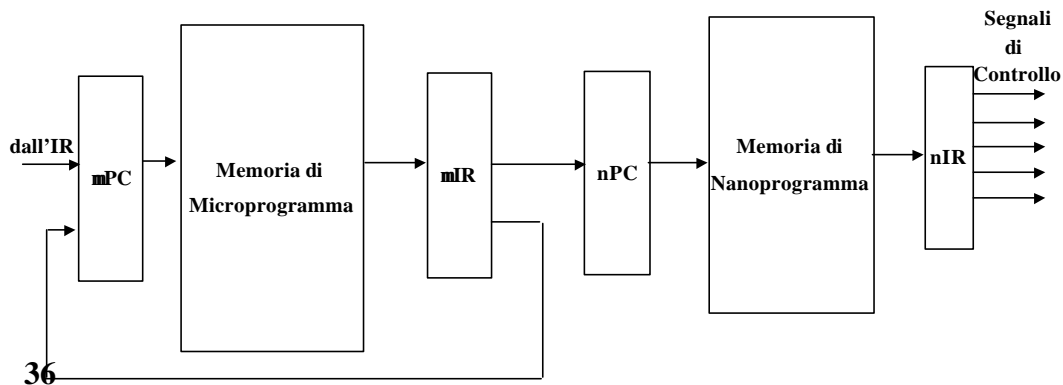 Segnali
di
Controllo
dall'IR
mPC
Memoria di
Microprogramma
mIR
nPC
Memoria di
Nanoprogramma
nIR
36